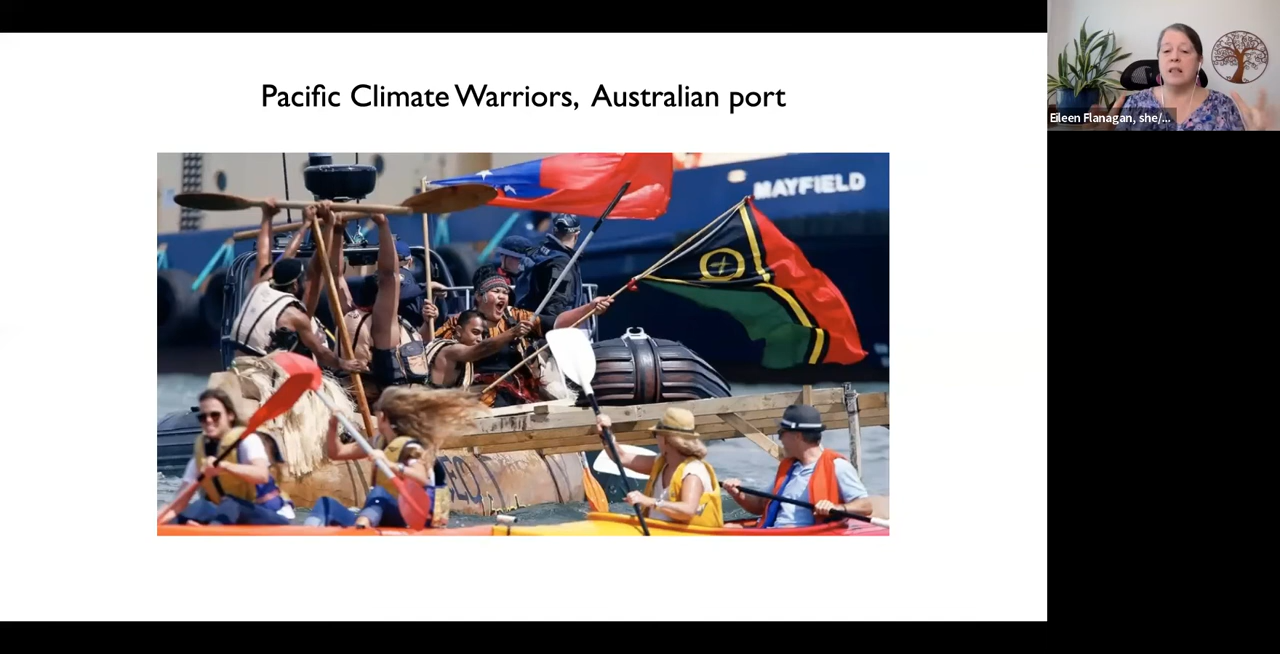 Pacific Climate Warriors, Australian port
MAYFIELD
Eileen Flanagan, she/...